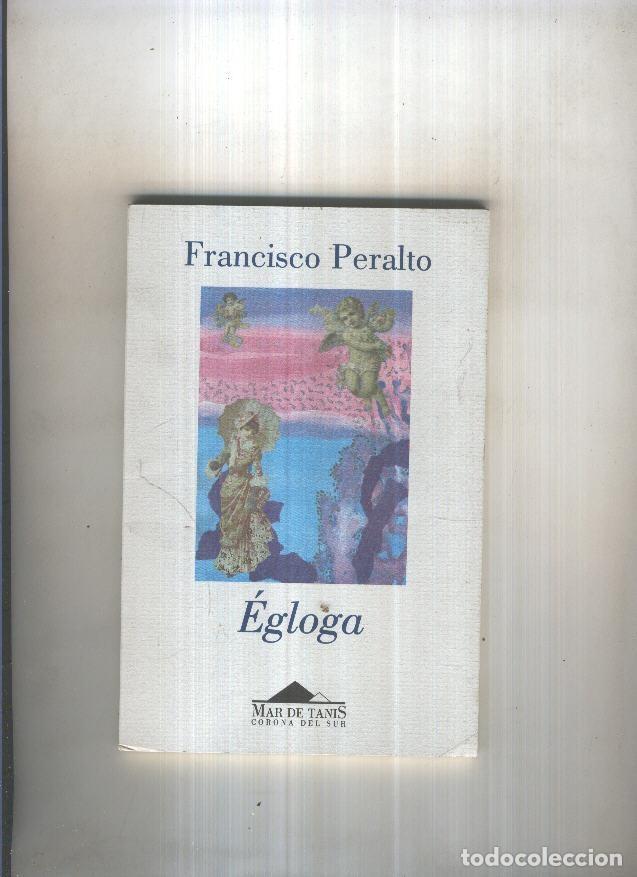 Francisco Peralto
Égloga
MAR DE TANIS
CORONA DEL SUR
todocoleccion